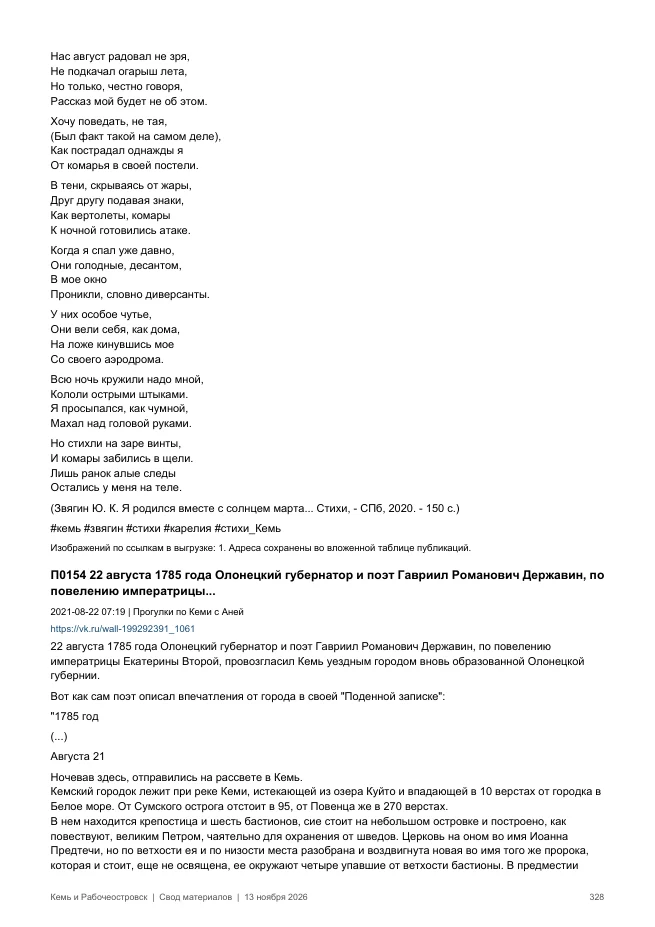 Нас август радовал не зря,
Не подкачал огарыш лета,
Но только, честно говоря,
Рассказ мой будет не об этом.
Хочу поведать, не тая,
(Был факт такой на самом деле),
Как пострадал однажды я
От комарья в своей постели.
В тени, скрываясь от жары,
Друг другу подавая знаки,
Как вертолеты, комары
К ночной готовились атаке.
Когда я спал уже давно,
Они голодные, десантом,
В мое окно
Проникли, словно диверсанты.
У них особое чутье,
Они вели себя, как дома,
На ложе кинувшись мое
Со своего аэродрома.
Всю ночь кружили надо мной,
Кололи острыми штыками.
Я просыпался, как чумной,
Махал над головой руками.
Но стихли на заре винты,
И комары забились в щели.
Лишь ранок алые следы
Остались у меня на теле.
(Звягин Ю. К. Я родился вместе с солнцем марта... Стихи, - СПб, 2020. - 150 с.)
#кемь #звягин #стихи #карелия #стихи_Кемь
Изображений по ссылкам в выгрузке: 1. Адреса сохранены во вложенной таблице публикаций.
П0154 22 августа 1785 года Олонецкий губернатор и поэт Гавриил Романович Державин, по
повелению императрицы...
2021-08-22 07:19 | Прогулки по Кеми с Аней
https://vk.ru/wall-199292391_1061
22 августа 1785 года Олонецкий губернатор и поэт Гавриил Романович Державин, по повелению
императрицы Екатерины Второй, провозгласил Кемь уездным городом вновь образованной Олонецкой
губернии.
Вот как сам поэт описал впечатления от города в своей "Поденной записке":
"1785 год
(...)
Августа 21
Ночевав здесь, отправились на рассвете в Кемь.
Кемский городок лежит при реке Кеми, истекающей из озера Куйто и впадающей в 10 верстах от городка в
Белое море. От Сумского острога отстоит в 95, от Повенца же в 270 верстах.
В нем находится крепостица и шесть бастионов, сие стоит на небольшом островке и построено, как
повествуют, великим Петром, чаятельно для охранения от шведов. Церковь на оном во имя Иоанна
Предтечи, но по ветхости ея и по низости места разобрана и воздвигнута новая во имя того же пророка,
которая и стоит, еще не освящена, ее окружают четыре упавшие от ветхости бастионы. В предместии
Кемь и Рабочеостровск | Свод материалов | 13 ноября 2026
328